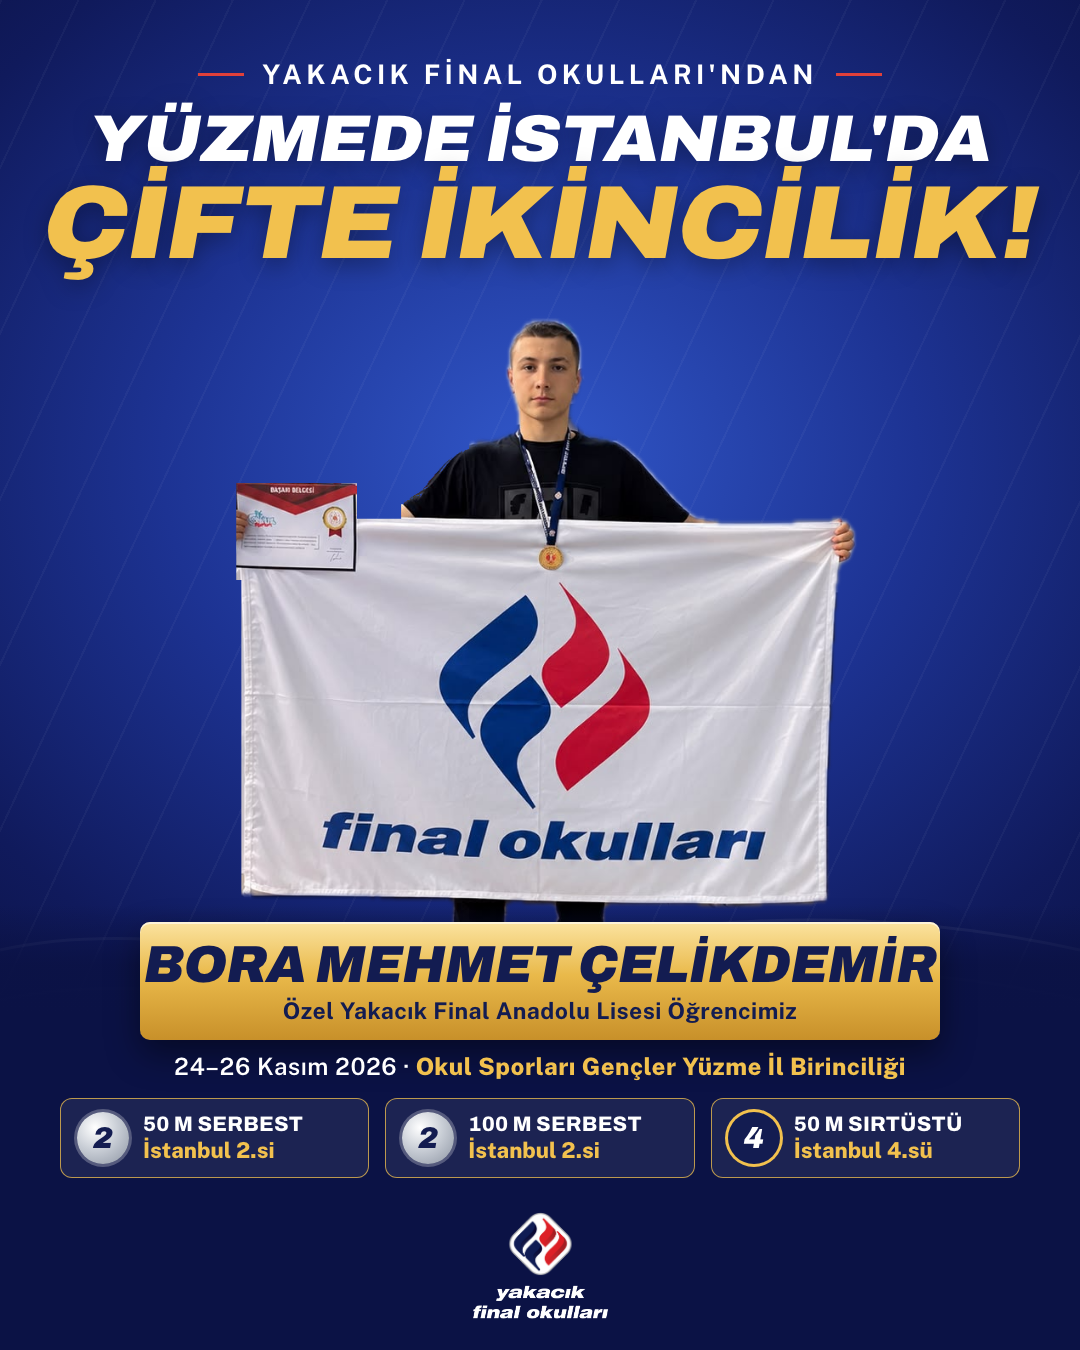 YAKACIK FİNAL OKULLARI'NDAN
YÜZMEDE İSTANBUL'DA
ÇİFTE İKİNCİLİK!
BAŞARI BELGESİ
final okulları
BORA MEHMET ÇELİKDEMİR
Özel Yakacık Final Anadolu Lisesi Öğrencimiz
24–26 Kasım 2026 · Okul Sporları Gençler Yüzme İl Birinciliği
2 50 M SERBEST
İstanbul 2.si
2 100 M SERBEST
İstanbul 2.si
4 50 M SIRTÜSTÜ
İstanbul 4.sü
yakacık
final okulları